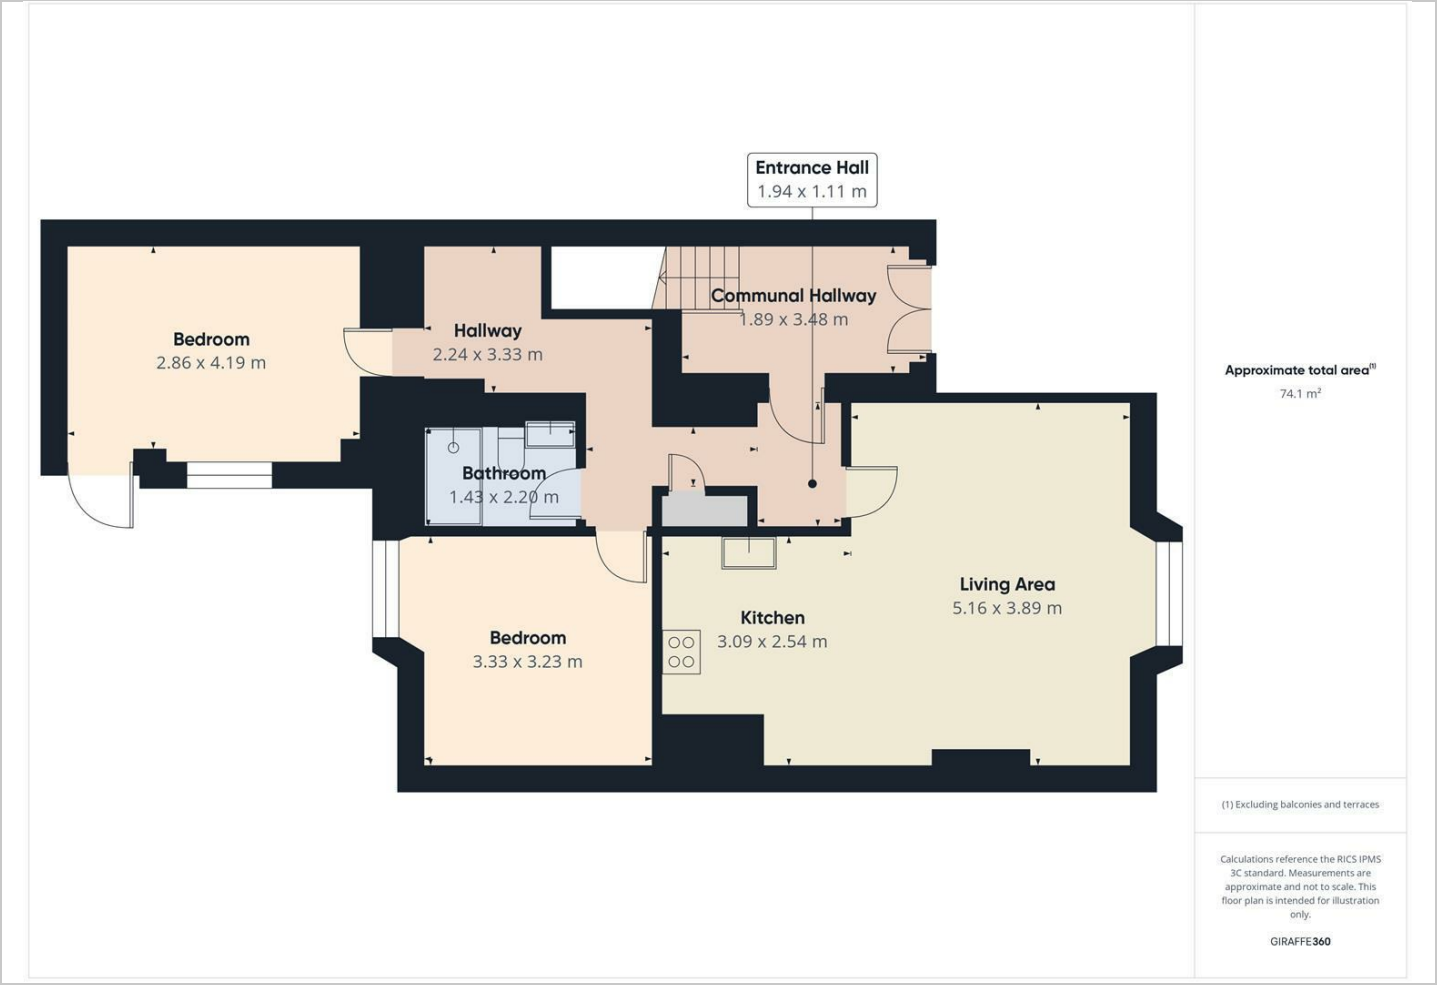 Entrance Hall
1.94 x 1.11 m
Communal Hallway
1.89 x 3.48 m
Hallway
2.24 x 3.33 m
Bedroom
2.86 x 4.19 m
Bathroom
1.43 x 2.20 m
Living Area
5.16 x 3.89 m
Kitchen
3.09 x 2.54 m
Bedroom
3.33 x 3.23 m
Approximate total area(1)
74.1 m²
(1) Excluding balconies and terraces
Calculations reference the RICS IPMS
3C standard. Measurements are
approximate and not to scale. This
floor plan is intended for illustration
only.
GIRAFFE360